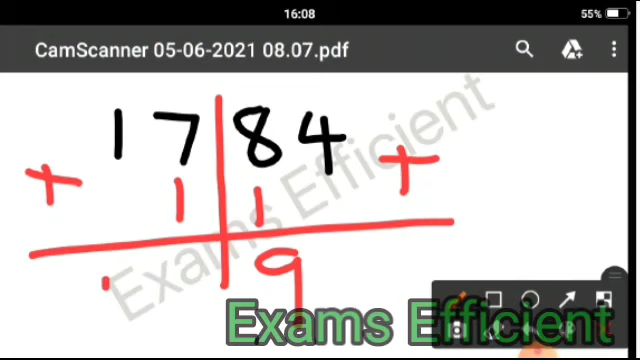 16:08 55%
CamScanner 05-06-2021 08.07.pdf
17 | 84
+ 1 | 1 +
9
Exams Efficient
Exams Efficient